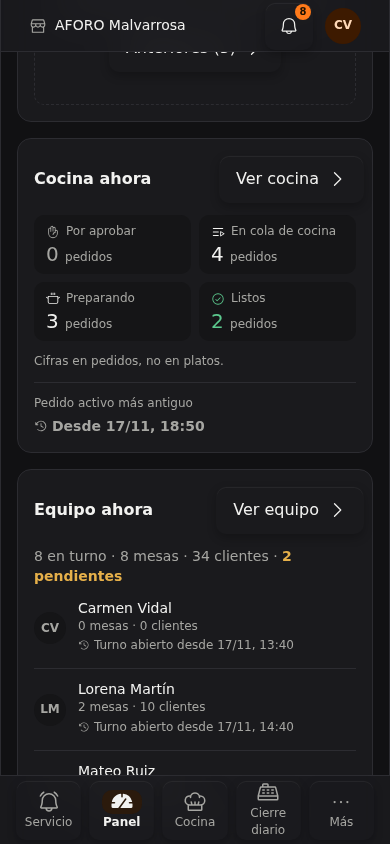 AFORO Malvarrosa
8
CV
Cocina ahora
Ver cocina
Por aprobar
0 pedidos
En cola de cocina
4 pedidos
Preparando
3 pedidos
Listos
2 pedidos
Cifras en pedidos, no en platos.
Pedido activo más antiguo
Desde 17/11, 18:50
Equipo ahora
Ver equipo
8 en turno · 8 mesas · 34 clientes · 2
pendientes
CV
Carmen Vidal
0 mesas · 0 clientes
Turno abierto desde 17/11, 13:40
LM
Lorena Martín
2 mesas · 10 clientes
Turno abierto desde 17/11, 14:40
Mateo Ruiz
Servicio
Panel
Cocina
Cierre
diario
Más